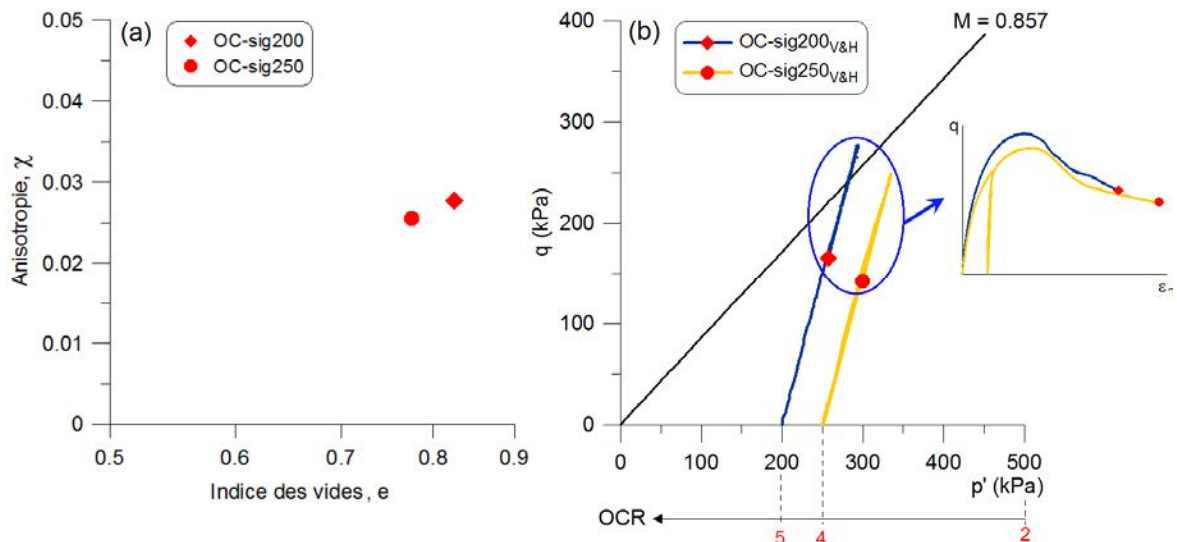 (a)
OC-sig200
OC-sig250
0.05
0.04
0.03
0.02
0.01
0
Anisotropie, χ
0.5
0.6
0.7
0.8
0.9
Indice des vides , e
(b)
OC-sig200V&H
OC-sig250V&H
M = 0.857
400
300
200
100
0
q (kPa)
q
0
100
200
300
400
500
p' (kPa)
OCR
5
4
2